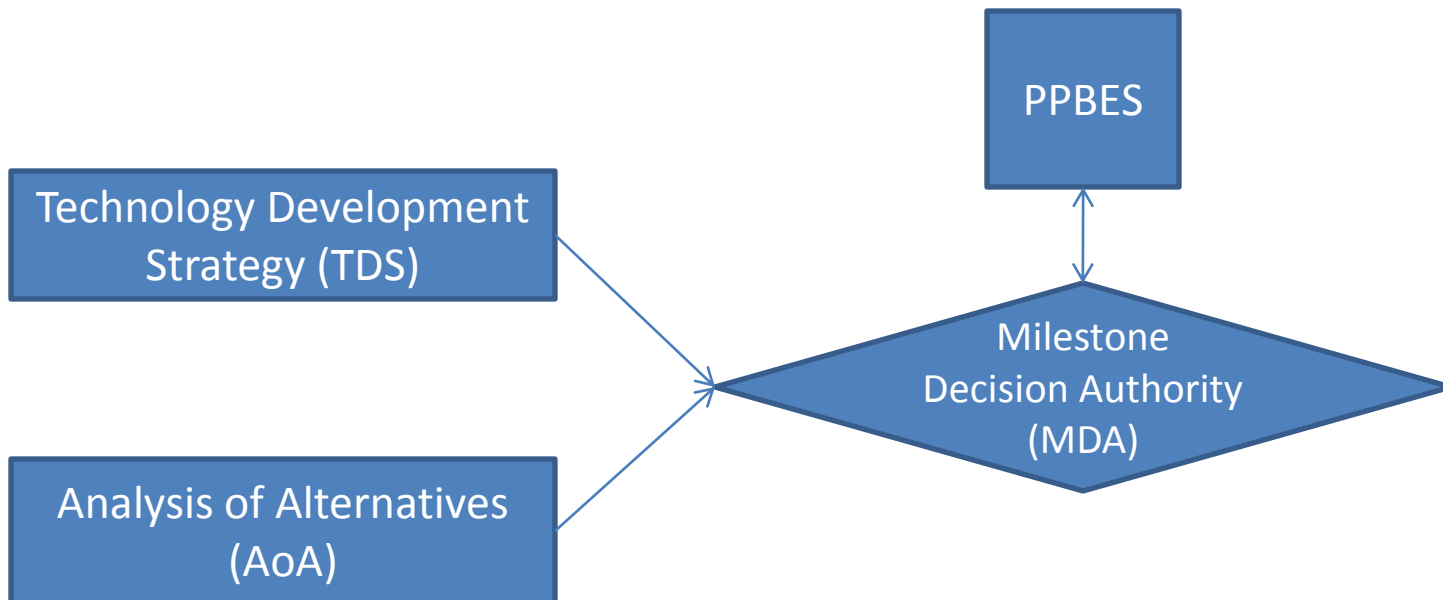 PPBES
Technology Development
Strategy (TDS)
Milestone
Decision Authority
(MDA)
Analysis of Alternatives
(AoA)